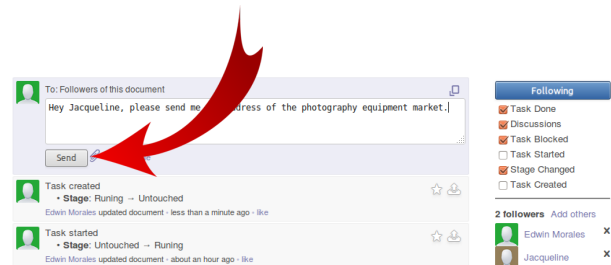 To: Followers of this document
Hey Jacqueline, please send me dress of the photography equipment market.
Send
Task created
• Stage: Runing → Untouched
Edwin Morales updated document - less than a minute ago - like
Task started
• Stage: Untouched → Runing
Edwin Morales updated document - about an hour ago - like
Following
Task Done
Discussions
Task Blocked
Task Started
Stage Changed
Task Created
2 followers Add others
Edwin Morales x
Jacqueline x